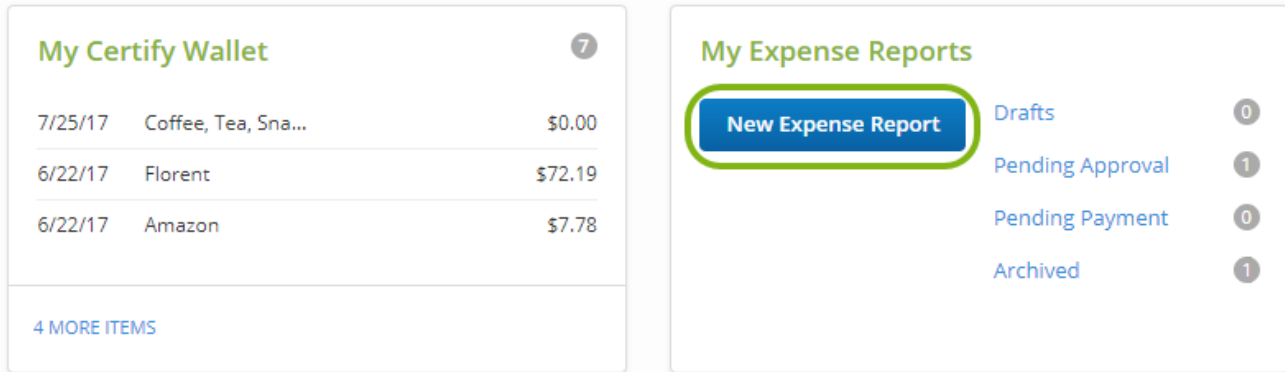 My Certify Wallet 7
7/25/17 Coffee, Tea, Sna... $0.00
6/22/17 Florent $72.19
6/22/17 Amazon $7.78
4 MORE ITEMS
My Expense Reports
New Expense Report
Drafts 0
Pending Approval 1
Pending Payment 0
Archived 1